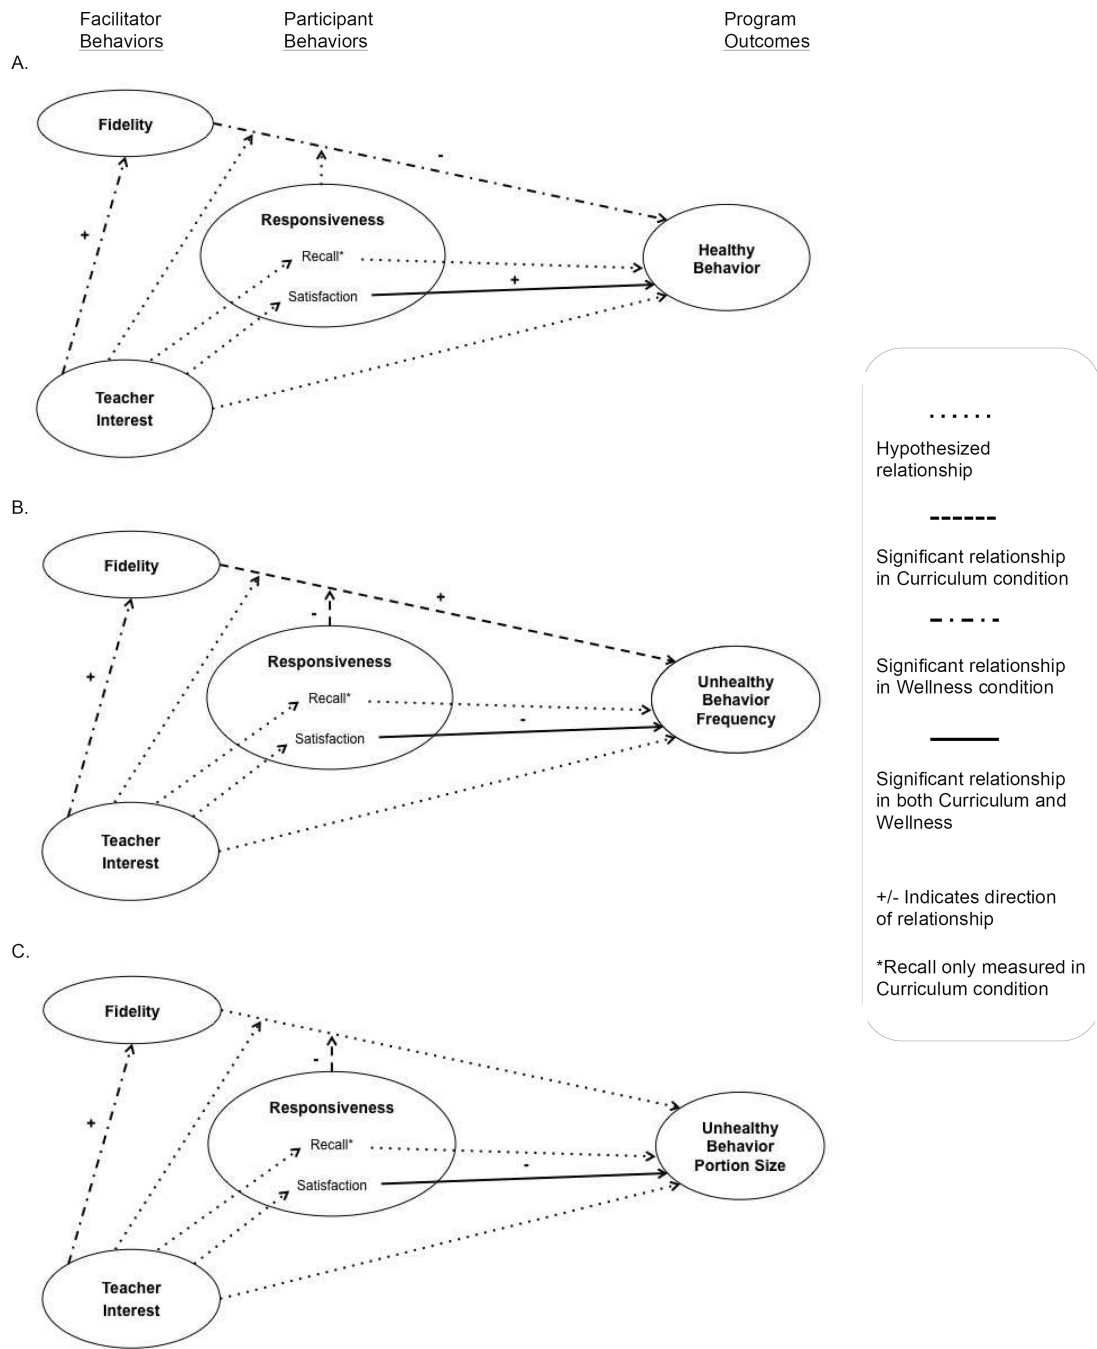 Facilitator
Behaviors
Participant
Behaviors
Program
Outcomes
A.
Fidelity
-
+
Responsiveness
Recall*
Satisfaction
+
Healthy
Behavior
Teacher
Interest
B.
Fidelity
+
-
+
Responsiveness
Recall*
Satisfaction
-
Unhealthy
Behavior
Frequency
Teacher
Interest
C.
Fidelity
-
+
Responsiveness
Recall*
Satisfaction
-
Unhealthy
Behavior
Portion Size
Teacher
Interest
Hypothesized
relationship
Significant relationship
in Curriculum condition
Significant relationship
in Wellness condition
Significant relationship
in both Curriculum and
Wellness
+/- Indicates direction
of relationship
*Recall only measured in
Curriculum condition